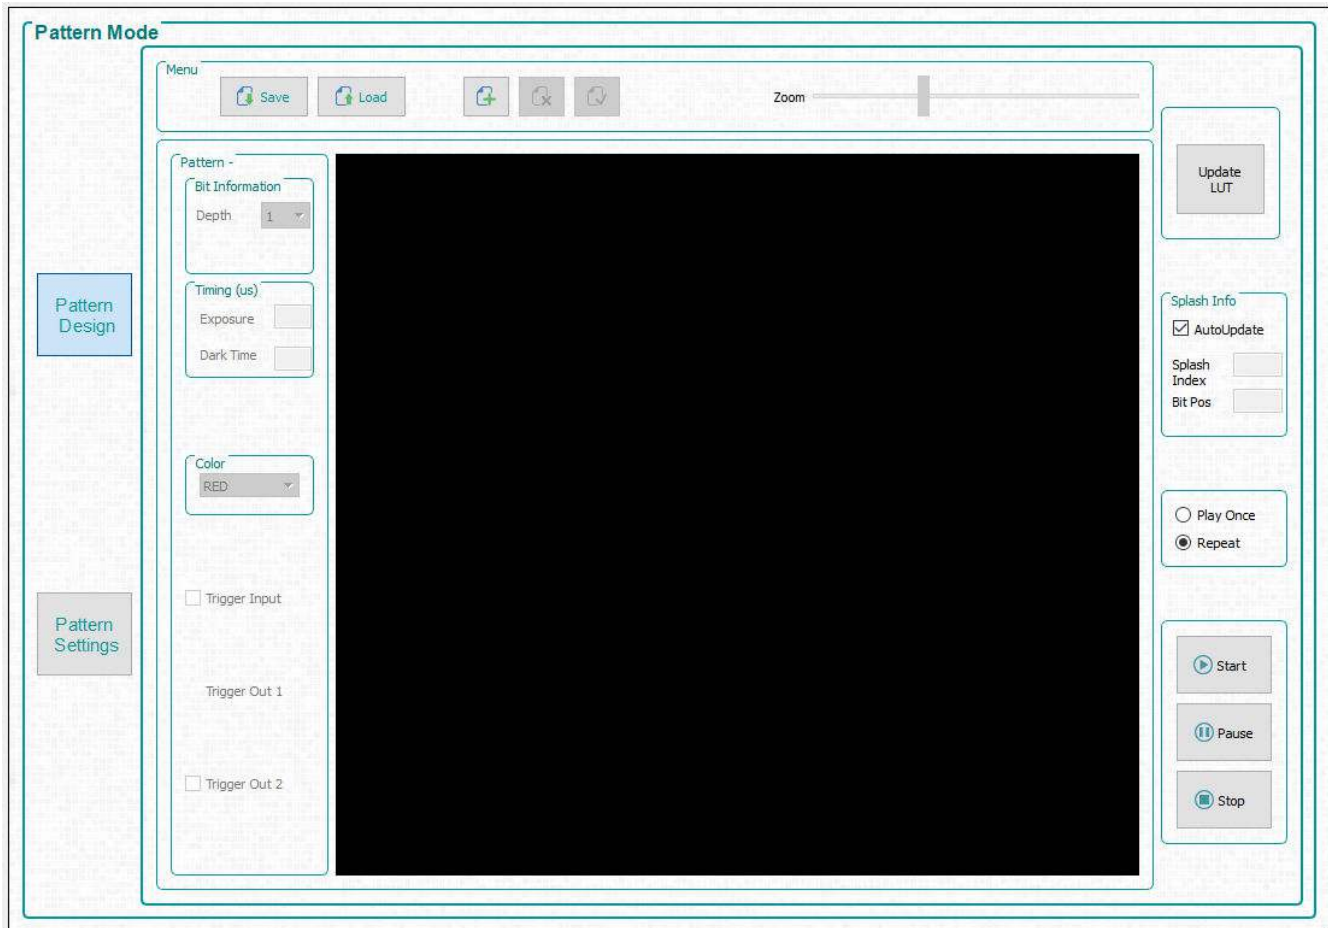 Pattern Mode
Menu
Save
Load
Zoom
Pattern -
Bit Information
Depth
1
Timing (us)
Exposure
Dark Time
Color
RED
Trigger Input
Trigger Out 1
Trigger Out 2
Pattern
Design
Pattern
Settings
Update
LUT
Splash Info
AutoUpdate
Splash
Index
Bit Pos
Play Once
Repeat
Start
Pause
Stop